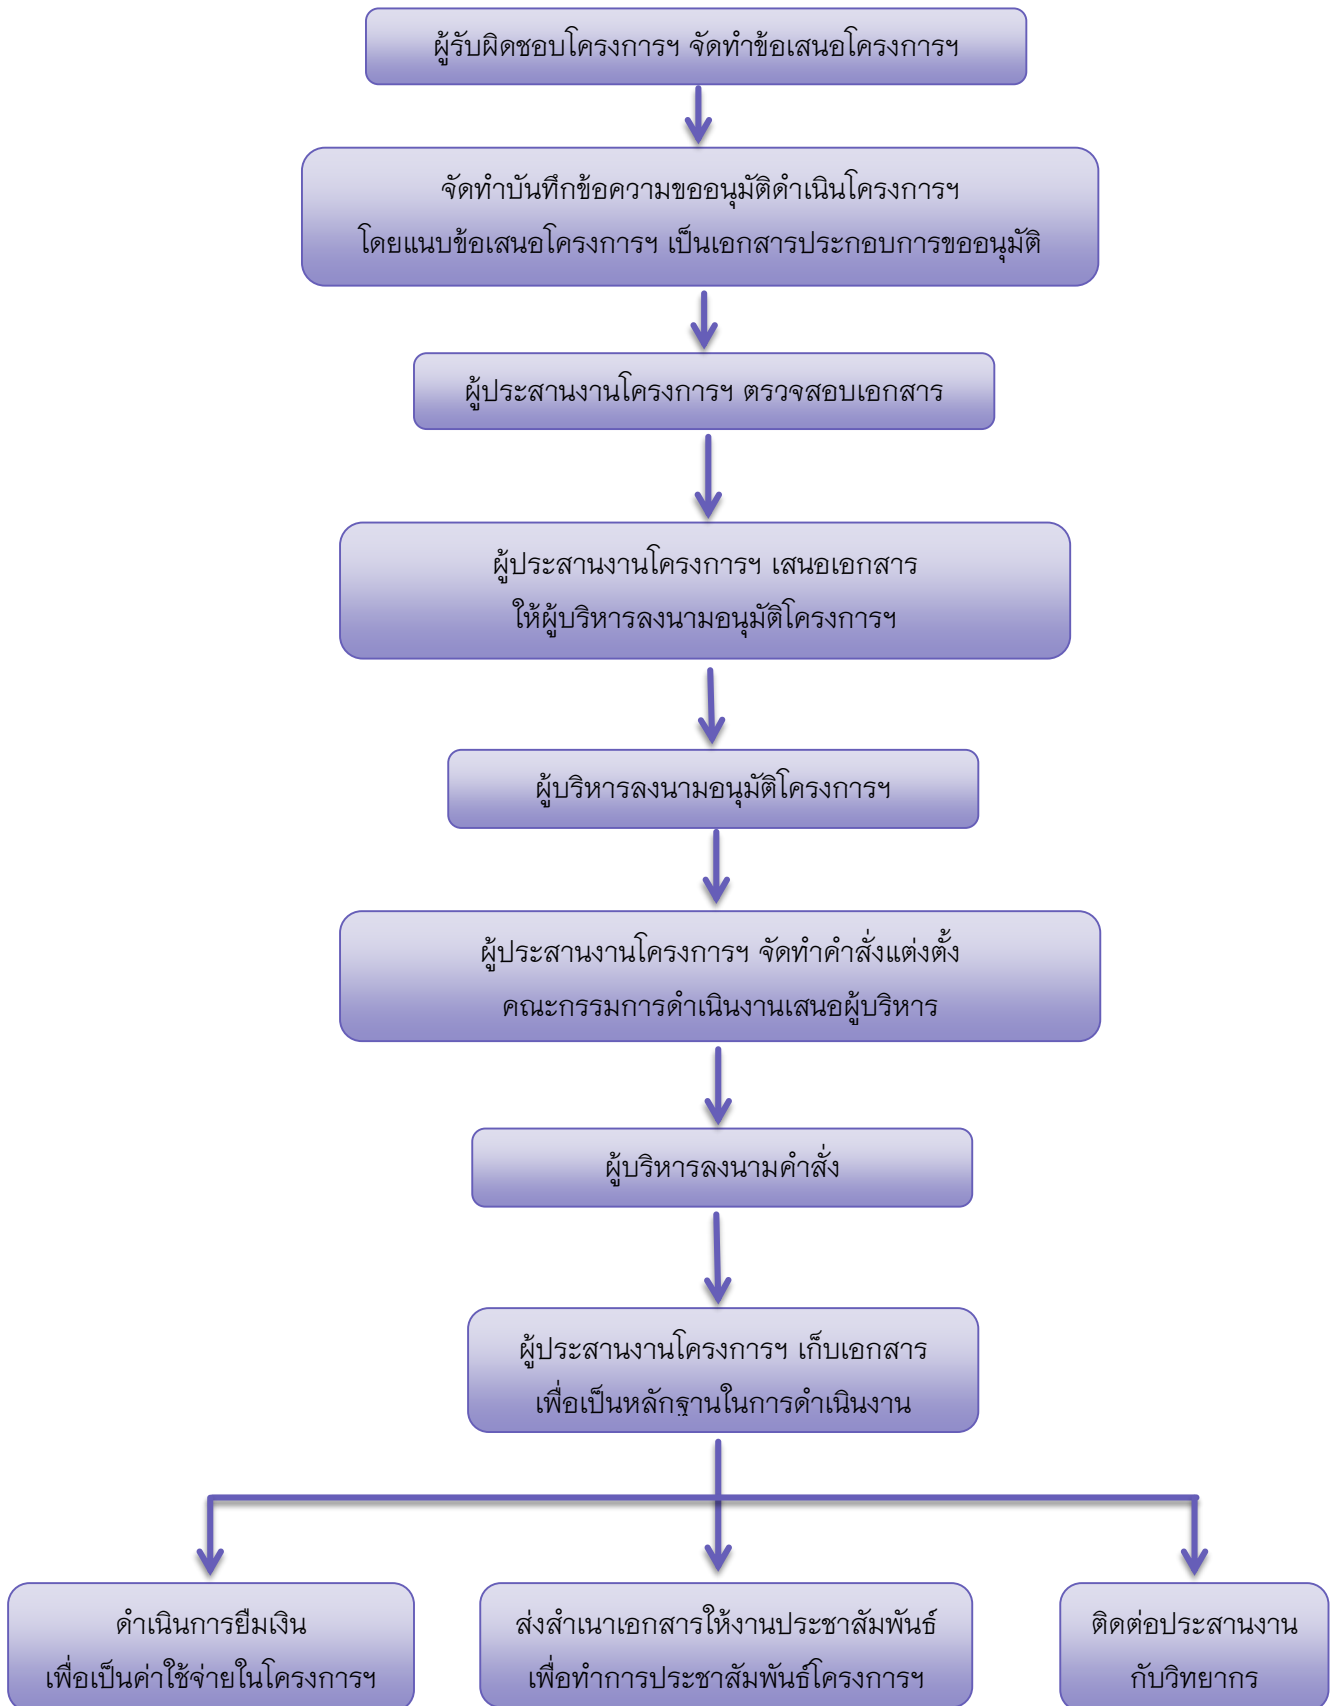 ผู้รับผิดชอบโครงการฯ จัดทำข้อเสนอโครงการฯ
จัดทำบันทึกข้อความขออนุมัติดำเนินโครงการฯ
โดยแนบข้อเสนอโครงการฯ เป็นเอกสารประกอบการขออนุมัติ
ผู้ประสานงานโครงการฯ ตรวจสอบเอกสาร
ผู้ประสานงานโครงการฯ เสนอเอกสาร
ให้ผู้บริหารลงนามอนุมัติโครงการฯ
ผู้บริหารลงนามอนุมัติโครงการฯ
ผู้ประสานงานโครงการฯ จัดทำคำสั่งแต่งตั้ง
คณะกรรมการดำเนินงานเสนอผู้บริหาร
ผู้บริหารลงนามคำสั่ง
ผู้ประสานงานโครงการฯ เก็บเอกสาร
เพื่อเป็นหลักฐานในการดำเนินงาน
ดำเนินการยืมเงิน
เพื่อเป็นค่าใช้จ่ายในโครงการฯ
ส่งสำเนาเอกสารให้งานประชาสัมพันธ์
เพื่อทำการประชาสัมพันธ์โครงการฯ
ติดต่อประสานงาน
กับวิทยากร